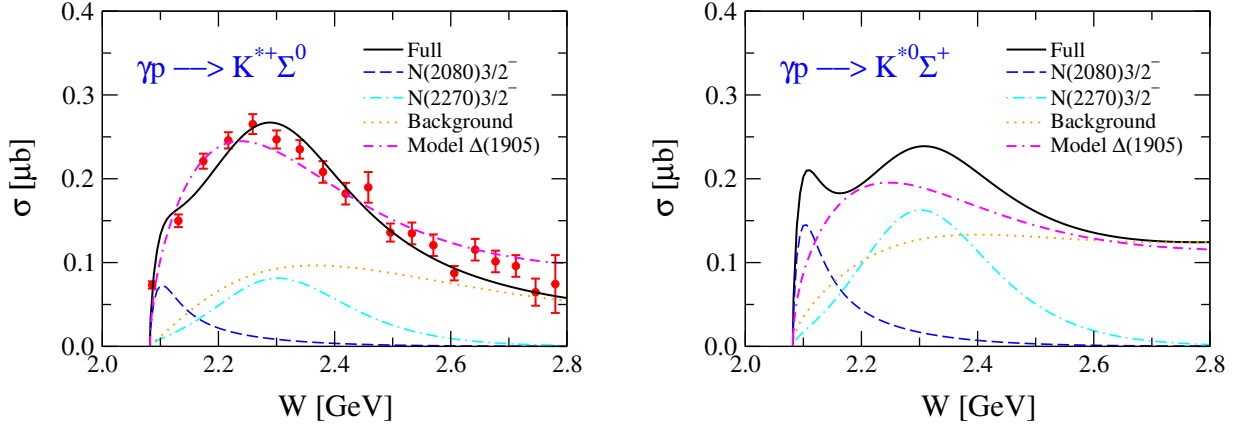 0.4
0.3
0.2
0.1
0.0
σ [μb]
γp —–> K*+Σ0
Full
N(2080)3/2−
N(2270)3/2−
Background
Model Δ(1905)
2.0 2.2 2.4 2.6 2.8
W [GeV]
0.4
0.3
0.2
0.1
0.0
σ [μb]
γp —–> K*0Σ+
Full
N(2080)3/2−
N(2270)3/2−
Background
Model Δ(1905)
2.0 2.2 2.4 2.6 2.8
W [GeV]